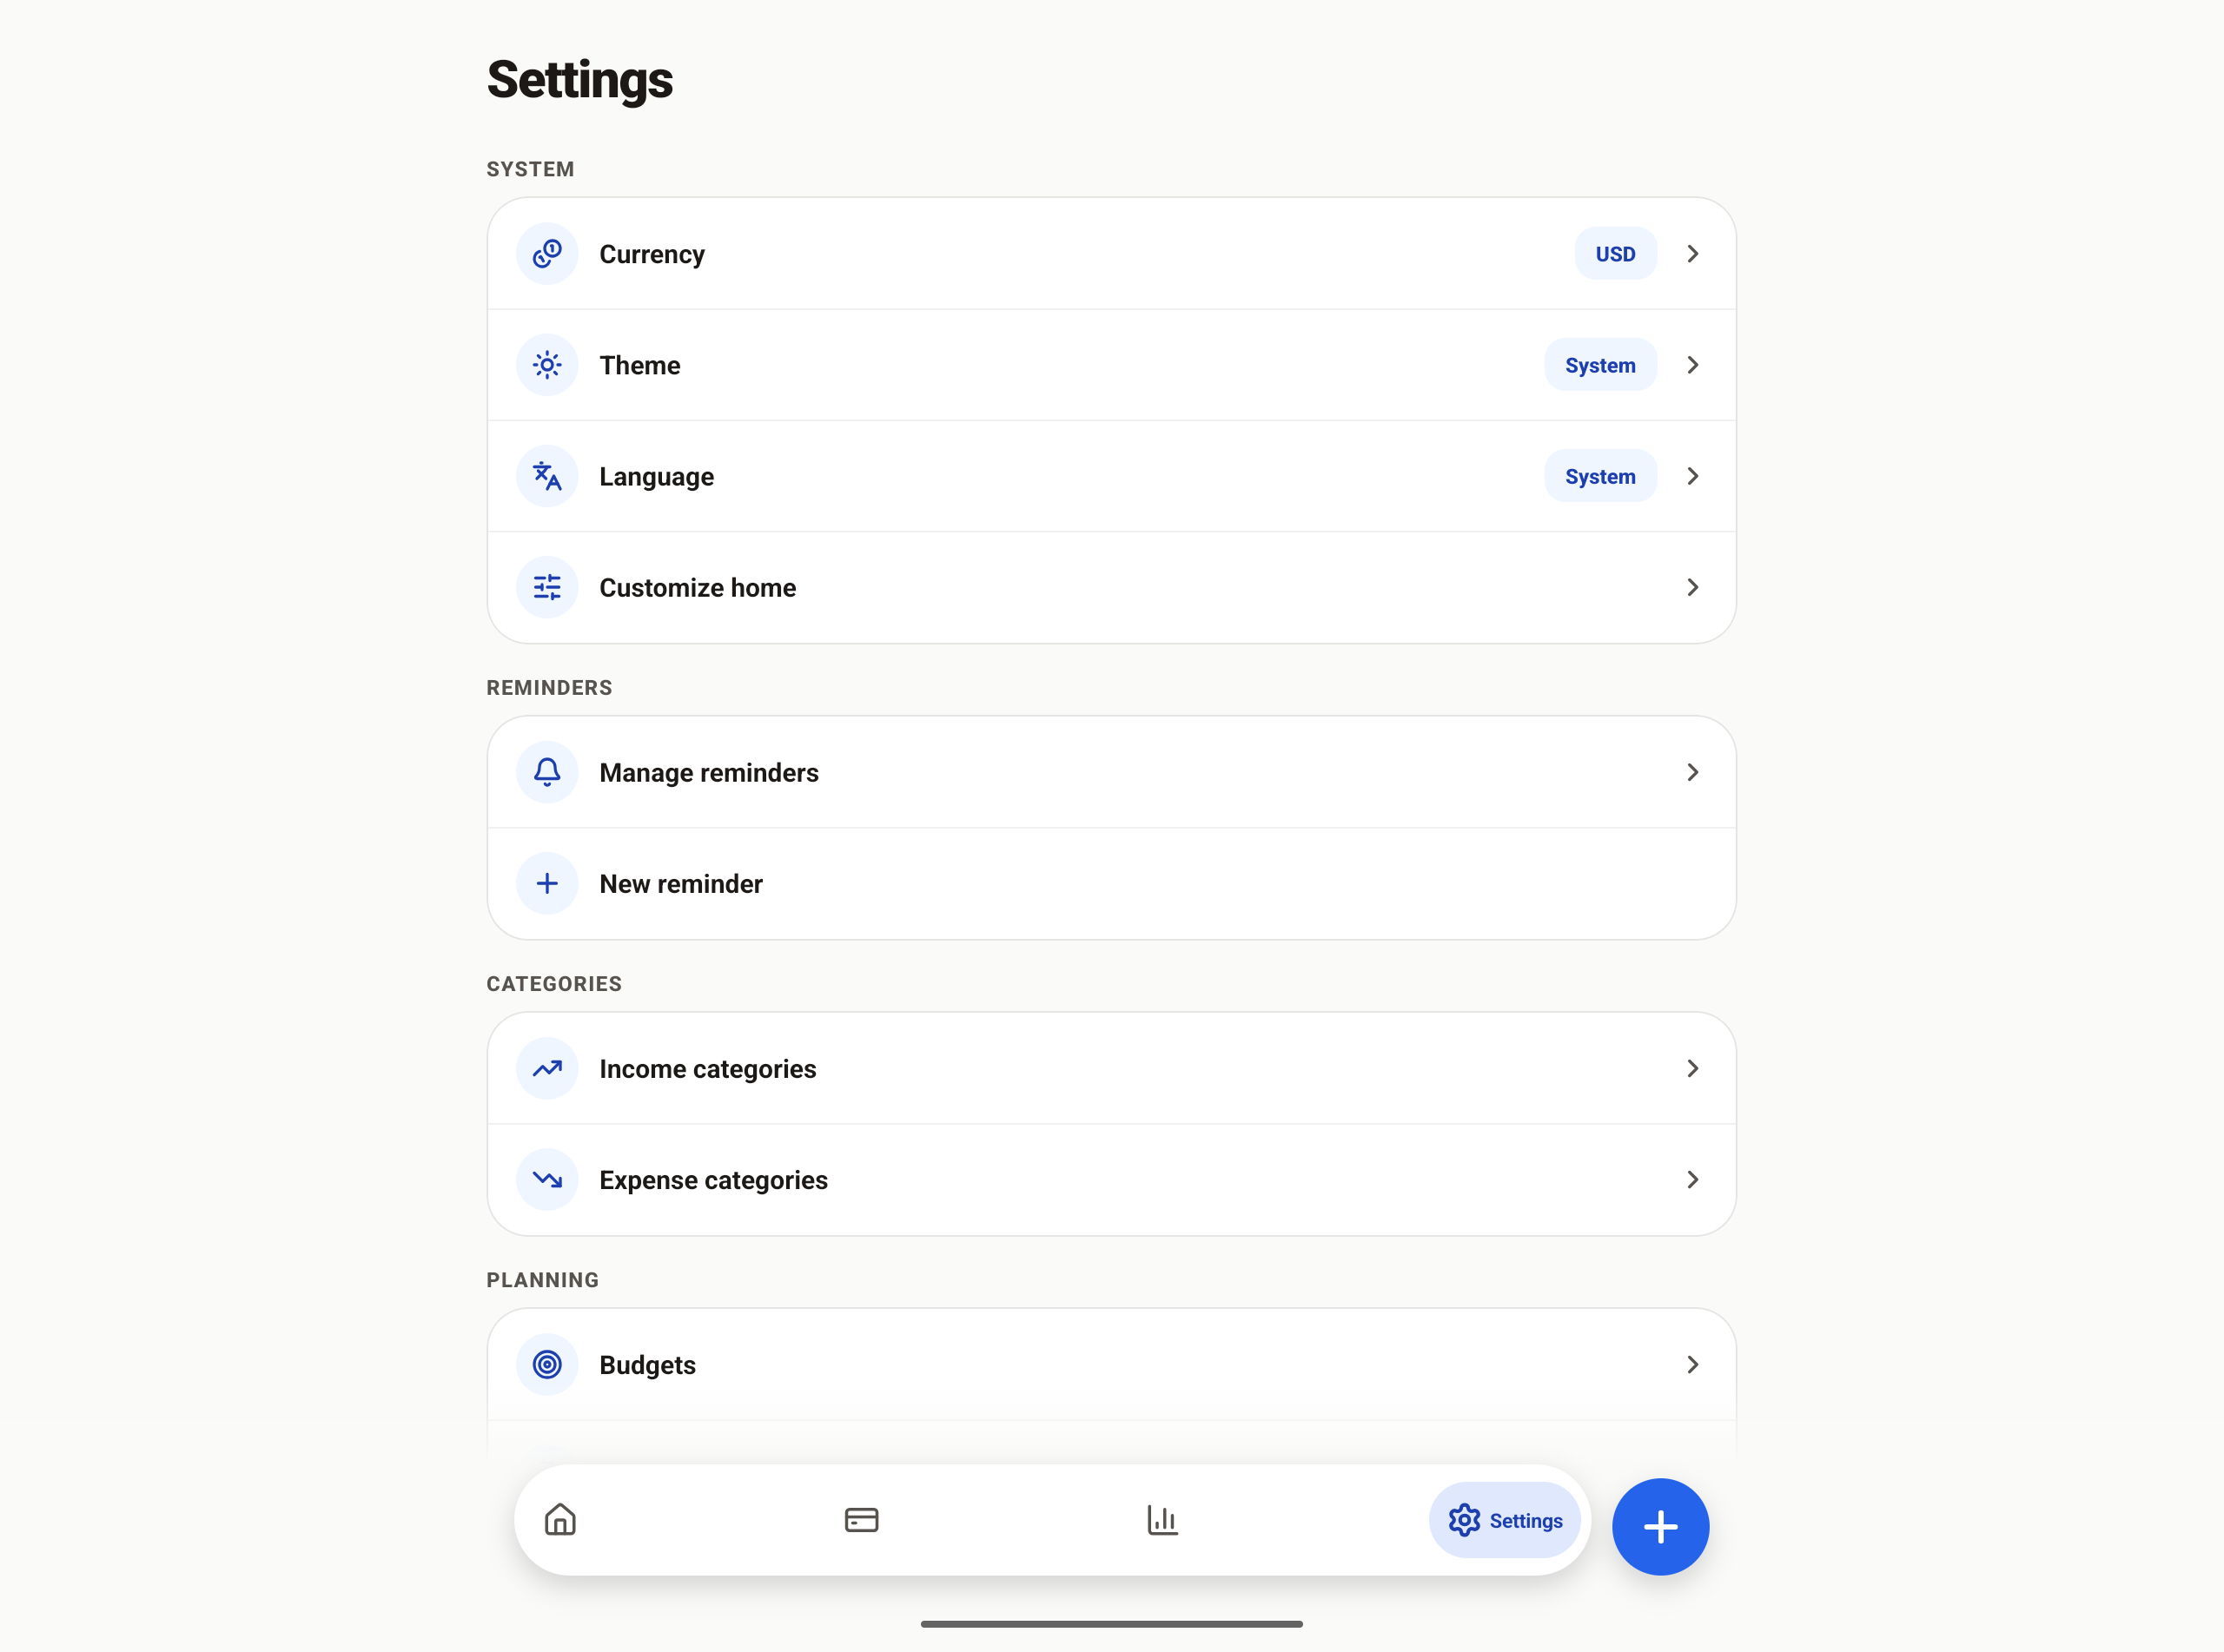 Settings
SYSTEM
Currency
USD
Theme
System
Language
System
Customize home
REMINDERS
Manage reminders
New reminder
CATEGORIES
Income categories
Expense categories
PLANNING
Budgets
Settings